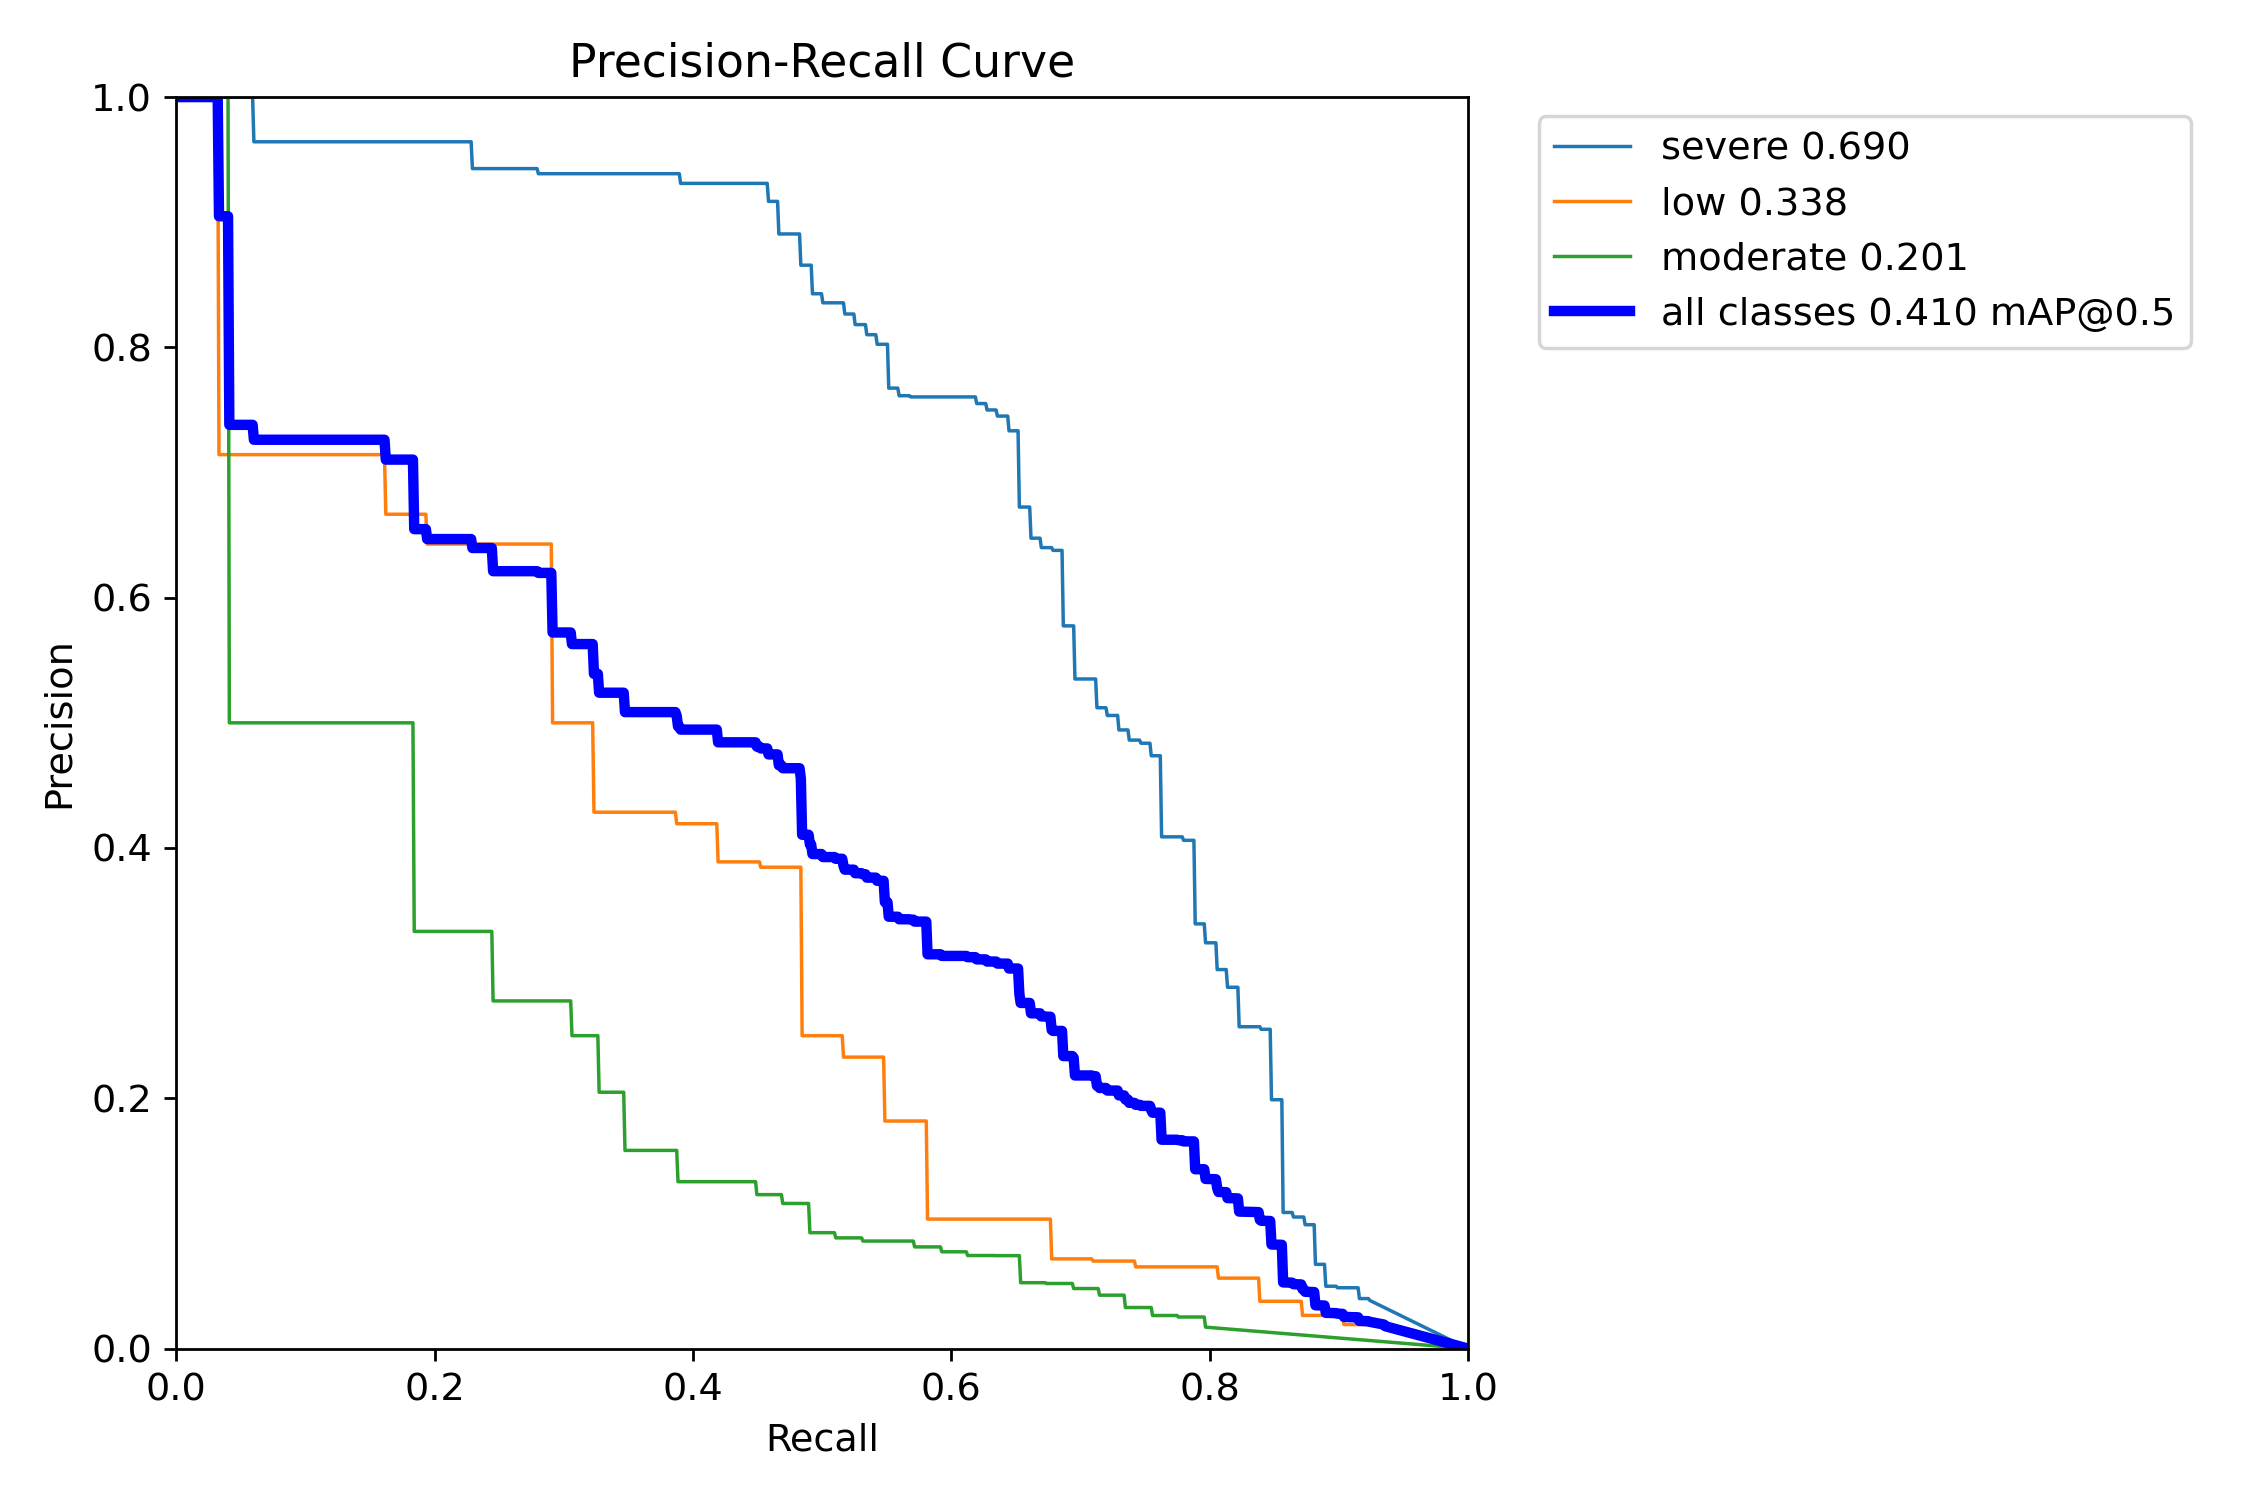 Precision-Recall Curve
severe 0.690
low 0.338
moderate 0.201
all classes 0.410 mAP@0.5
Precision
1.0
0.8
0.6
0.4
0.2
0.0
0.0 0.2 0.4 0.6 0.8 1.0
Recall